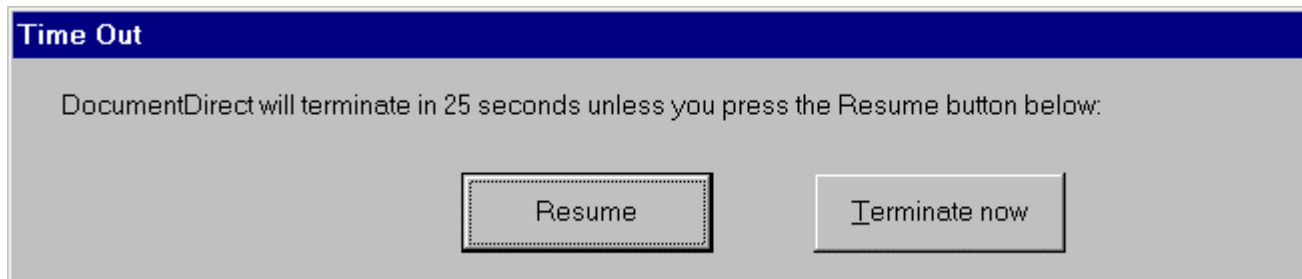 Time Out
DocumentDirect will terminate in 25 seconds unless you press the Resume button below:
Resume Terminate now